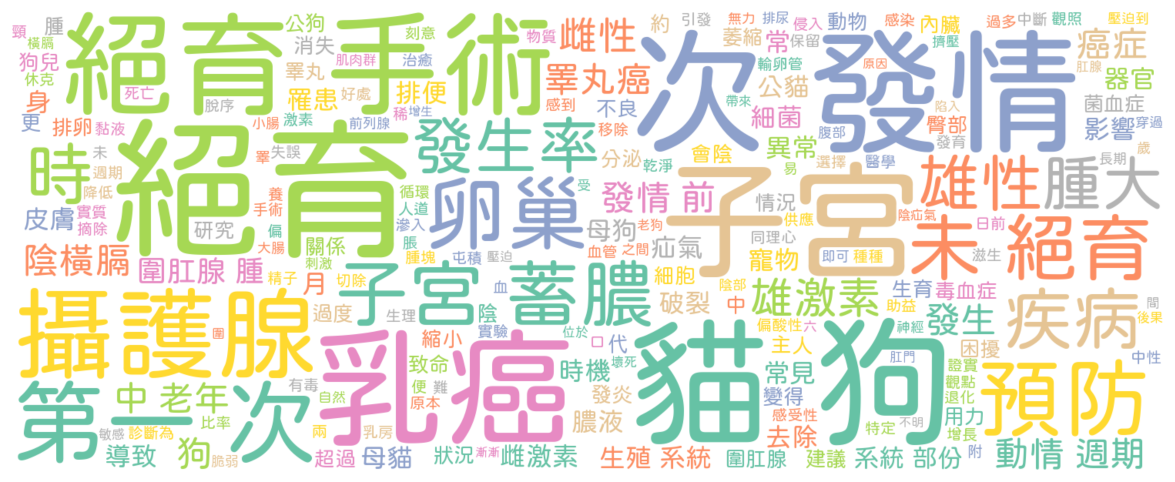 絕育手術
次發情
絕育
子宮
貓狗
乳癌
攝護腺
第一次
未絕育
預防
疾病
子宮蓄膿
卵巢
發生率
雄性
腫大
時
雄激素
陰橫膈
圍肛腺腫
發情前
中老年
狗
雌性
睪丸癌
癌症
動情週期
生殖系統
系統部份
雌激素
母貓
導致
超過
狀況
去除
建議
圍肛腺
膿液
發炎
時機
常見
變得
用力
主人
發生
毒血症
生育
寵物
細胞
破裂
中
疝氣
母狗
情況
異常
會陰
分泌
細菌
公貓
不良
常
動物
內臟
器官
菌血症
影響
臀部
排便
罹患
睪丸
消失
公狗
腫
狗兒
身
更
排卵
皮膚
研究
關係
月
過度
縮小
致命
代
口
困擾
萎縮
約
引發
保留
無力
排尿
侵入
感染
過多
中斷
觀照
壓迫到
擠壓
肛腺
輸卵管
原因
帶來
陷入
穿過
腹部
發育
選擇
醫學
歲
長期
易
乾淨
移除
感到
物質
刻意
治癒
肌肉群
好處
稀
增生
前列腺
激素
小腸
脫序
死亡
休克
橫膈
頸
黏液
未
週期
失誤
睪
降低
實質
摘除
養
手術
偏
循環
人道
滲入
脹
受
老狗
血管
之間
大腸
刺激
腫塊
屯積
壓迫
精子
切除
陰
血
陰部
供應
同理心
即可
種種
陰疝氣
日前
滋生
助益
偏酸性
六
神經
後果
間
中性
位於
生理
實驗
圍
壞死
便
難
原本
自然
有毒
比率
敏感
診斷為
脆弱
兩
乳房
漸漸
感受性
特定
不明
肛門
證實
觀點
退化
增長
附